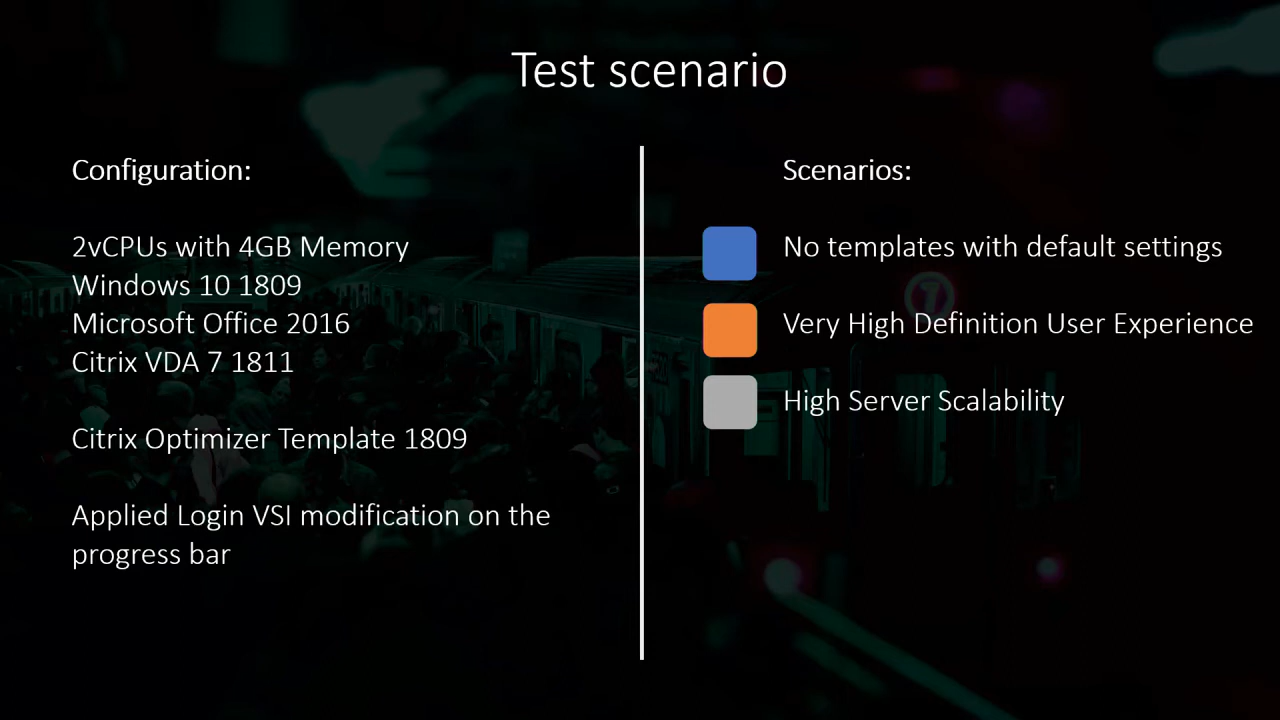 Test scenario
Configuration:
2vCPUs with 4GB Memory
Windows 10 1809
Microsoft Office 2016
Citrix VDA 7 1811
Citrix Optimizer Template 1809
Applied Login VSI modification on the
progress bar
Scenarios:
No templates with default settings
Very High Definition User Experience
High Server Scalability